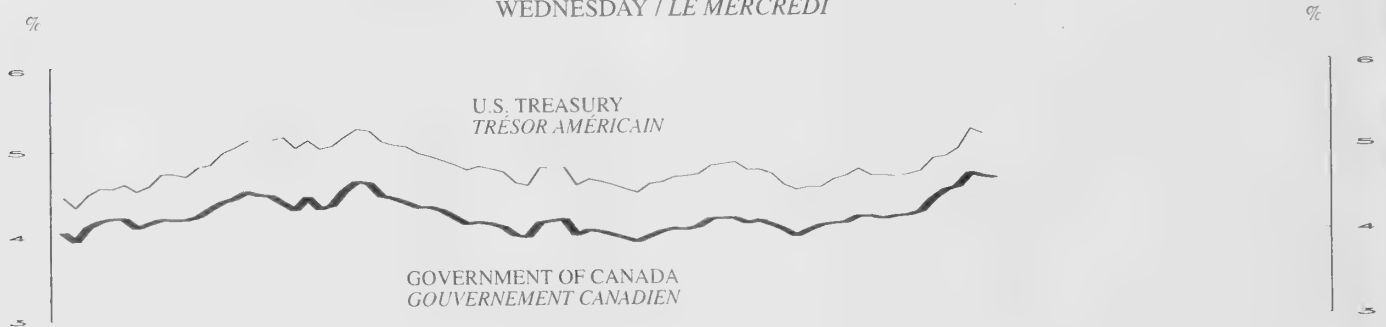 WEDNESDAY / LE MERCREDI
% %
6 6
U.S. TREASURY
TRÉSOR AMÉRICAIN
5 5
4 4
GOVERNMENT OF CANADA
GOUVERNEMENT CANADIEN
3 3